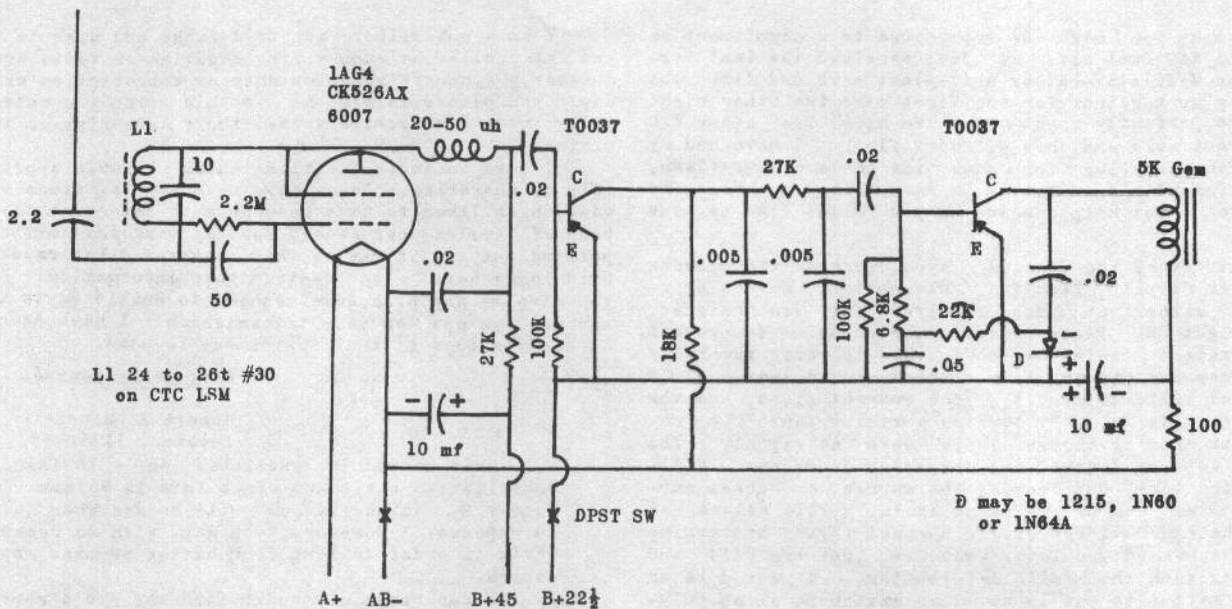 1AG4
CK526AX
6007
L1
10
2.2
2.2M
50
20-50 uh
.02
T0037
C
E
.02
27K
100K
27K
.02
T0037
C
E
5K Gem
.005
.005
18K
100K
6.8K
22K
.05
.02
D
-
+
+
-
10 mf
100
L1 24 to 26t #30
on CTC LSM
-
+
10 mf
DPST SW
D may be 1215, 1N60
or 1N64A
A+
AB-
B+45
B+22½